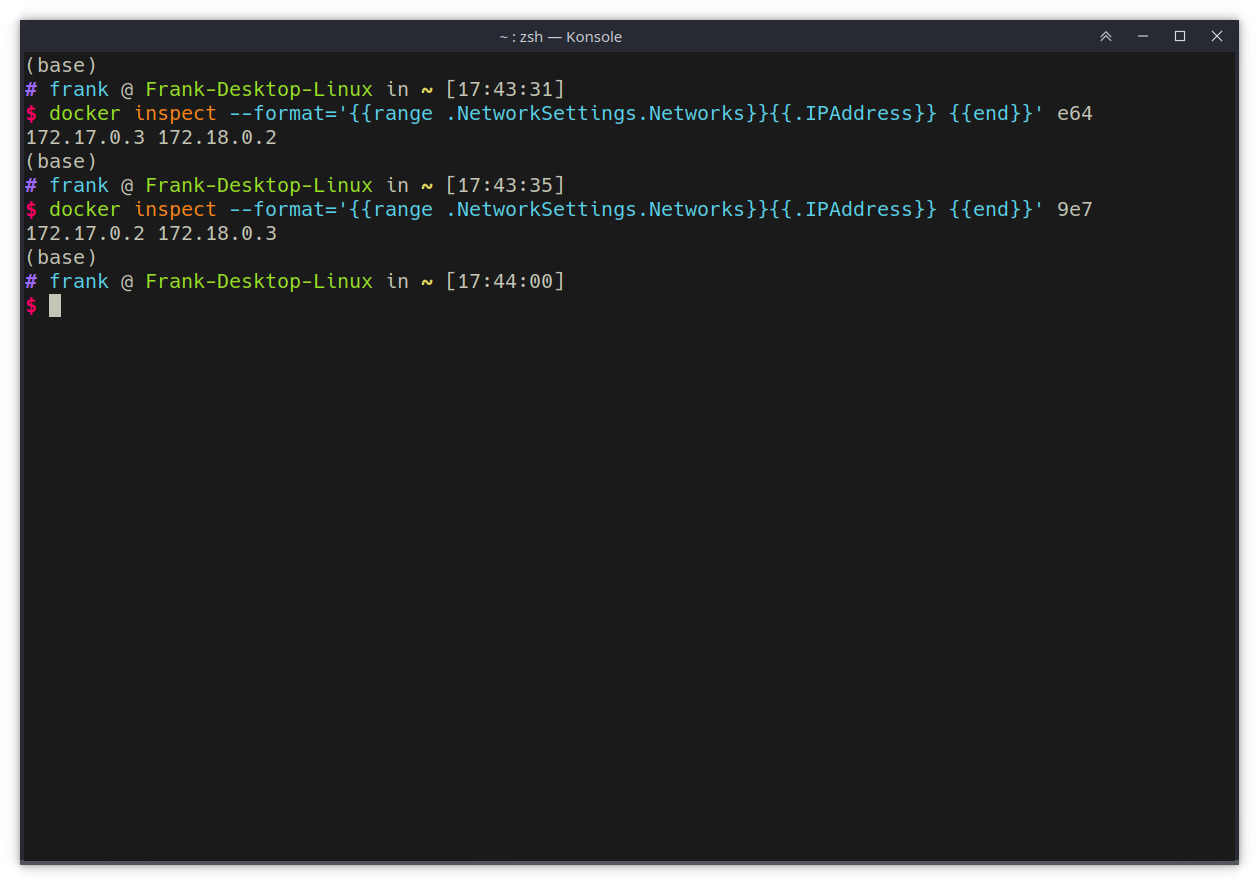 ~ : zsh — Konsole
(base)
# frank @ Frank-Desktop-Linux in ~ [17:43:31]
$ docker inspect --format='{{range .NetworkSettings.Networks}}{{.IPAddress}} {{end}}' e64
172.17.0.3 172.18.0.2
(base)
# frank @ Frank-Desktop-Linux in ~ [17:43:35]
$ docker inspect --format='{{range .NetworkSettings.Networks}}{{.IPAddress}} {{end}}' 9e7
172.17.0.2 172.18.0.3
(base)
# frank @ Frank-Desktop-Linux in ~ [17:44:00]
$